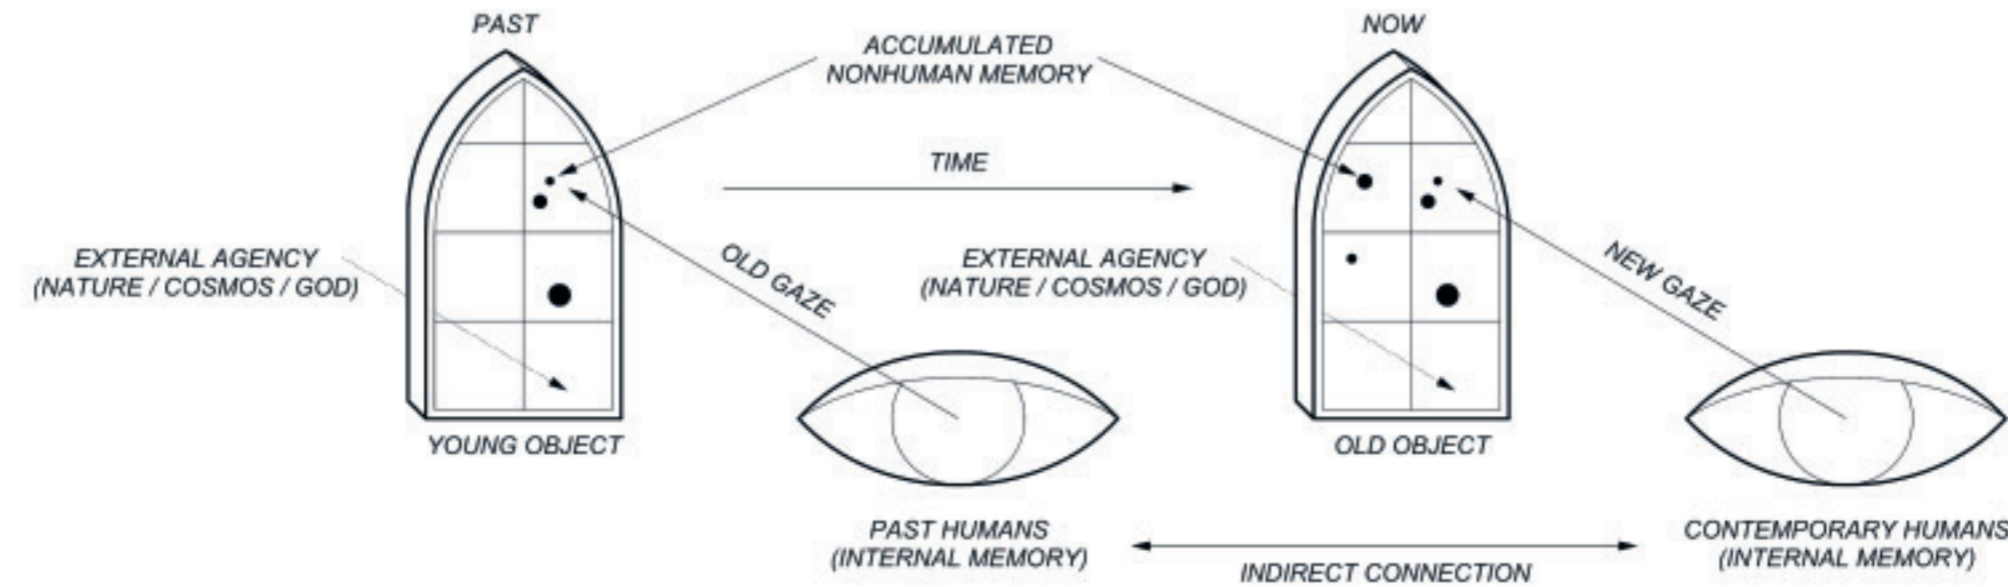 PAST
NOW
ACCUMULATED
NONHUMAN MEMORY
TIME
EXTERNAL AGENCY
(NATURE / COSMOS / GOD)
OLD GAZE
EXTERNAL AGENCY
(NATURE / COSMOS / GOD)
NEW GAZE
YOUNG OBJECT
OLD OBJECT
PAST HUMANS
(INTERNAL MEMORY)
CONTEMPORARY HUMANS
(INTERNAL MEMORY)
INDIRECT CONNECTION